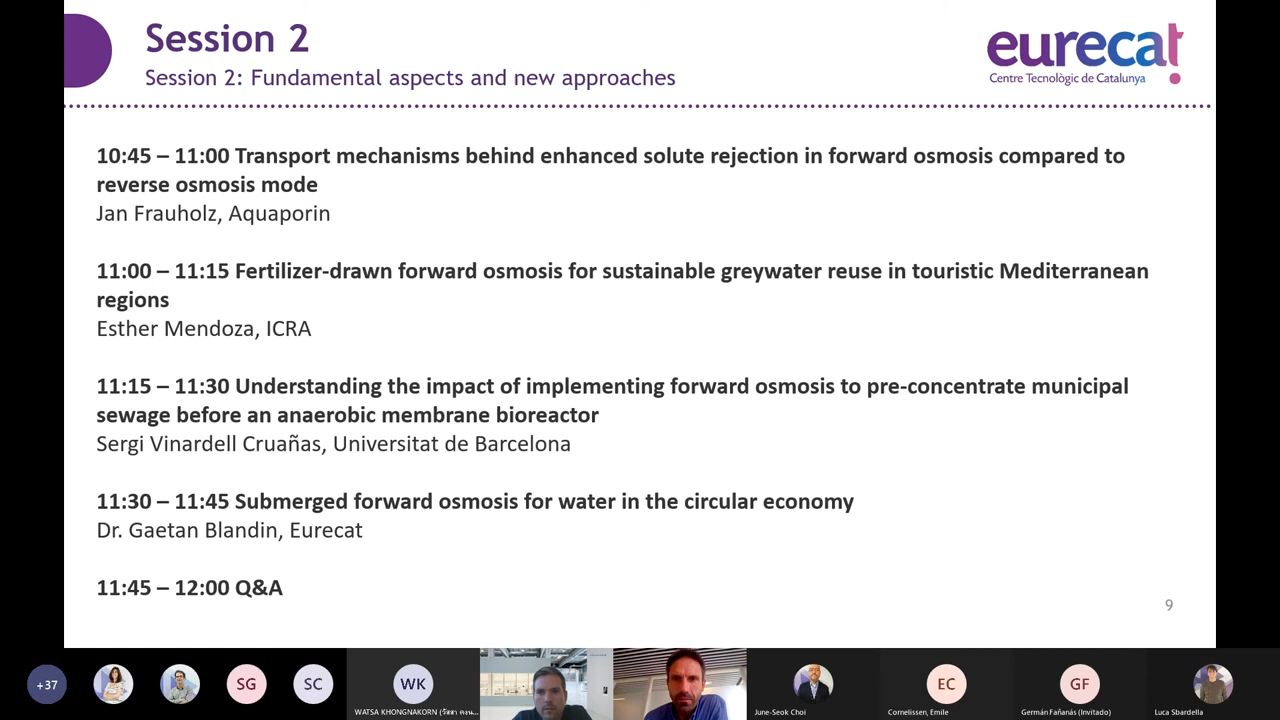 Session 2
Session 2: Fundamental aspects and new approaches
eurecat
Centre Tecnològic de Catalunya
10:45 – 11:00 Transport mechanisms behind enhanced solute rejection in forward osmosis compared to
reverse osmosis mode
Jan Frauholz, Aquaporin
11:00 – 11:15 Fertilizer-drawn forward osmosis for sustainable greywater reuse in touristic Mediterranean
regions
Esther Mendoza, ICRA
11:15 – 11:30 Understanding the impact of implementing forward osmosis to pre-concentrate municipal
sewage before an anaerobic membrane bioreactor
Sergi Vinardell Cruañas, Universitat de Barcelona
11:30 – 11:45 Submerged forward osmosis for water in the circular economy
Dr. Gaetan Blandin, Eurecat
11:45 – 12:00 Q&A
9
+37
SG
SC
WK
WATSA KHONGNAKORN
EC
GF
June-Seok Choi
Cornelissen, Emile
Germán Fañanás (Invitado)
Luca Sbardella